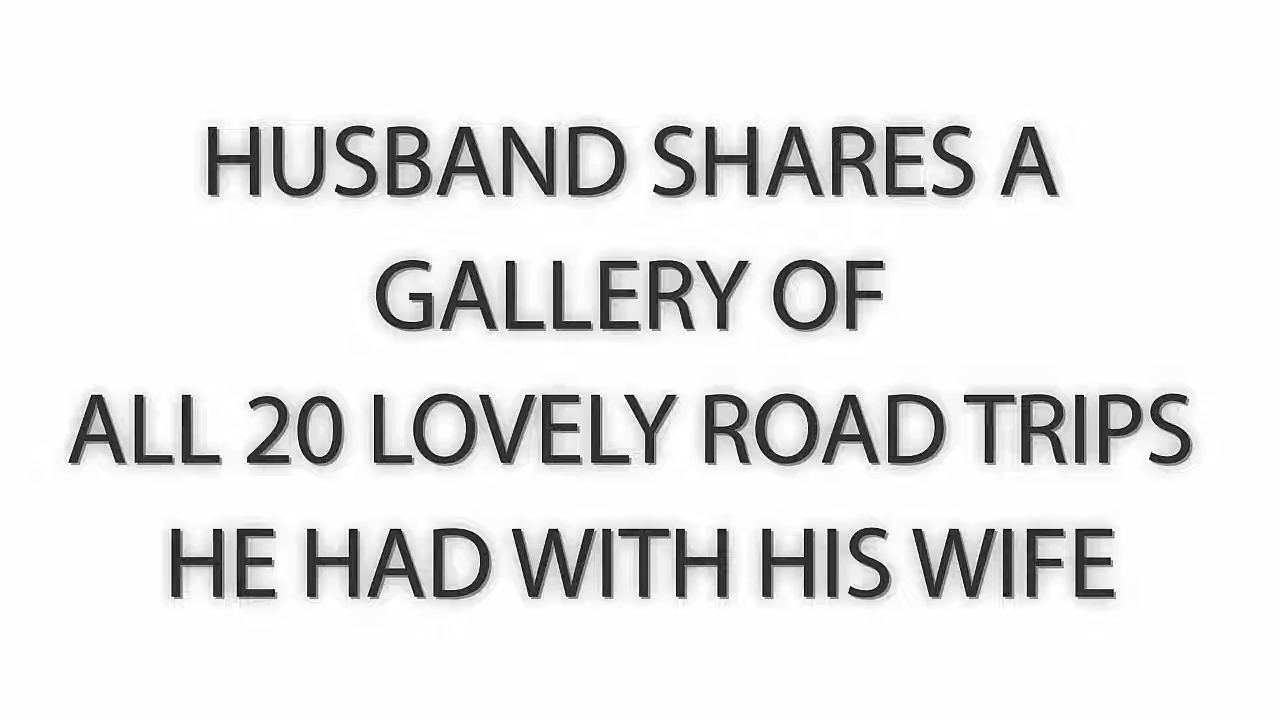 HUSBAND SHARES A
GALLERY OF
ALL 20 LOVELY ROAD TRIPS
HE HAD WITH HIS WIFE